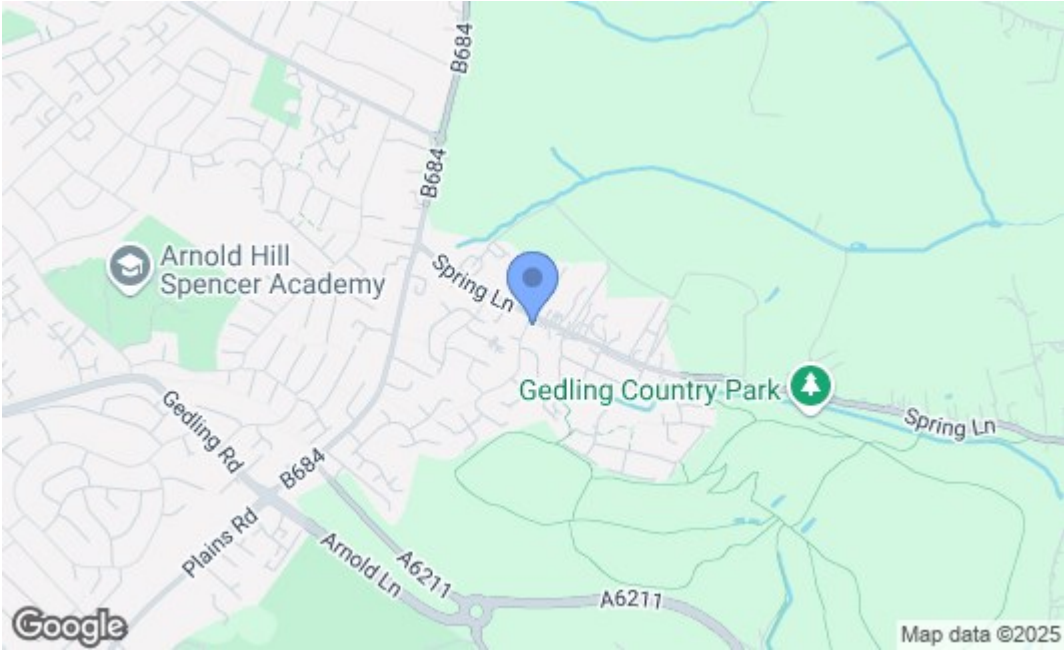 B684
B684
Arnold Hill
Spencer Academy
Spring Ln
Gedling Country Park
Spring Ln
Gedling Rd
B684
Plains Rd
Arnold Ln
A6211
A6211
Google
Map data ©2025